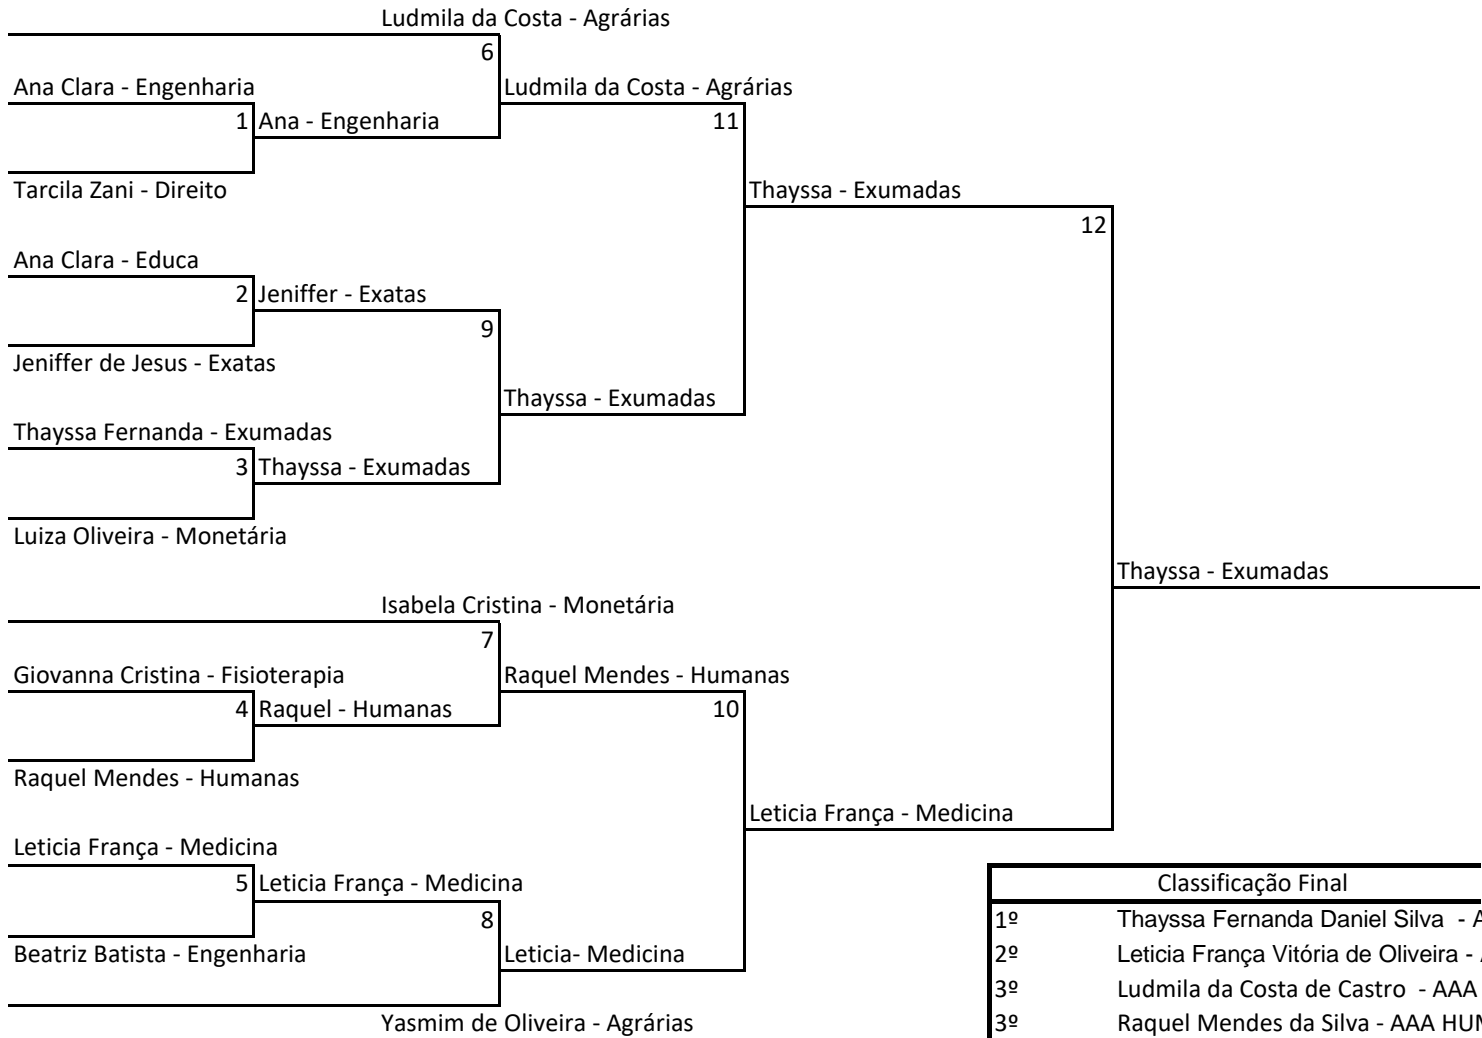 Ludmila da Costa - Agrárias
6
Ana Clara - Engenharia
Ludmila da Costa - Agrárias
1 Ana - Engenharia
11
Tarcila Zani - Direito
Thayssa - Exumadas
12
Ana Clara - Educa
2 Jeniffer - Exatas
9
Jeniffer de Jesus - Exatas
Thayssa - Exumadas
Thayssa Fernanda - Exumadas
3 Thayssa - Exumadas
Luiza Oliveira - Monetária
Thayssa - Exumadas
Isabela Cristina - Monetária
7
Giovanna Cristina - Fisioterapia
Raquel Mendes - Humanas
4 Raquel - Humanas
10
Raquel Mendes - Humanas
Leticia França - Medicina
Leticia França - Medicina
5 Leticia França - Medicina
8
Beatriz Batista - Engenharia
Leticia- Medicina
Yasmim de Oliveira - Agrárias
Classificação Final
1º Thayssa Fernanda Daniel Silva - 
2º Leticia França Vitória de Oliveira - 
3º Ludmila da Costa de Castro - AAA
3º Raquel Mendes da Silva - AAA